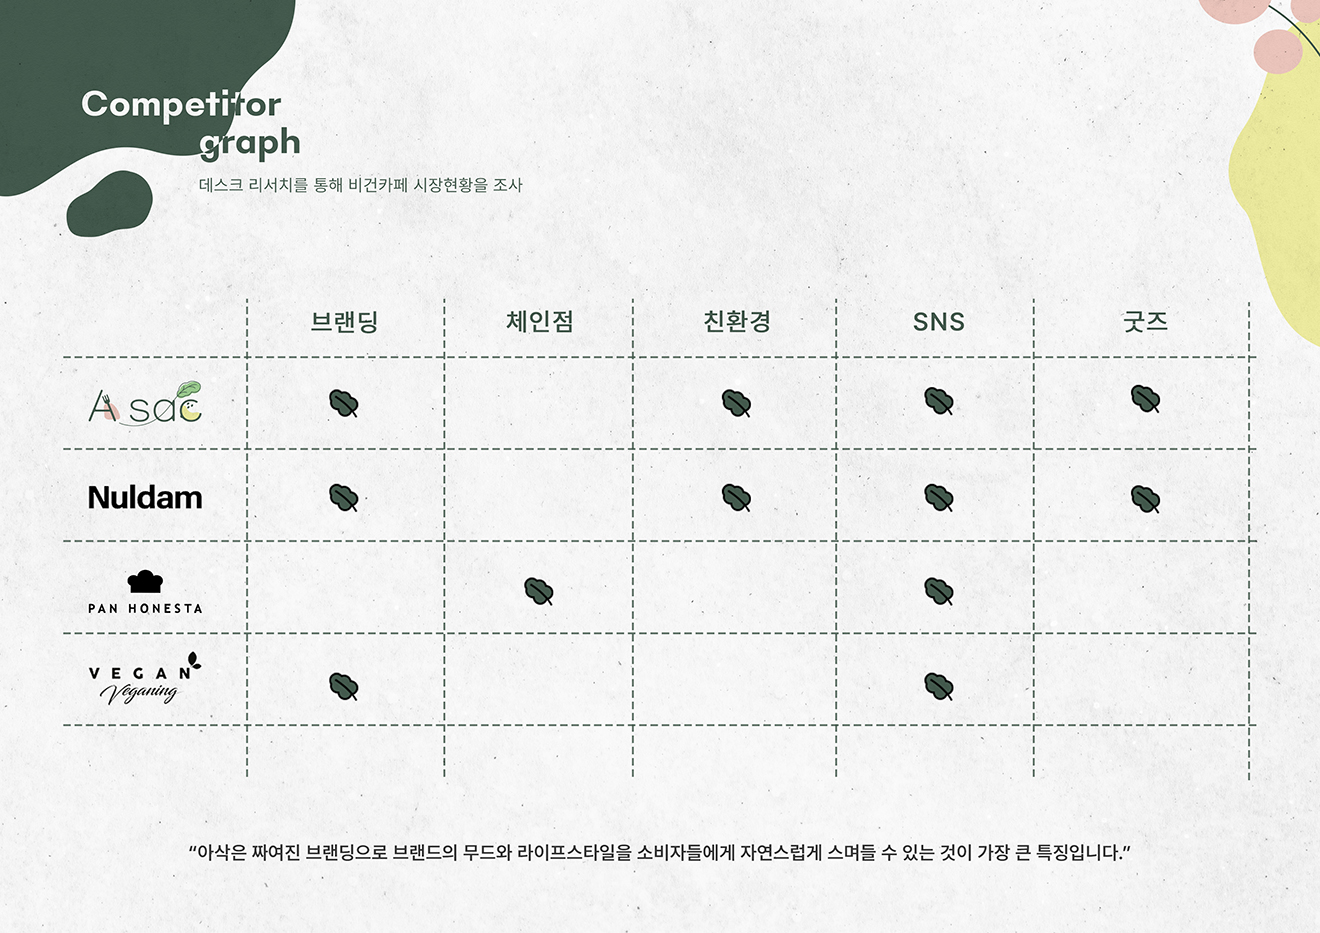 Competitor
graph
데스크 리서치를 통해 비건카페 시장현황을 조사
브랜딩 체인점 친환경 SNS 굿즈
Asac
Nuldam
PAN HONESTA
VEGAN
Veganing
“아삭은 짜여진 브랜딩으로 브랜드의 무드와 라이프스타일을 소비자들에게 자연스럽게 스며들 수 있는 것이 가장 큰 특징입니다.”